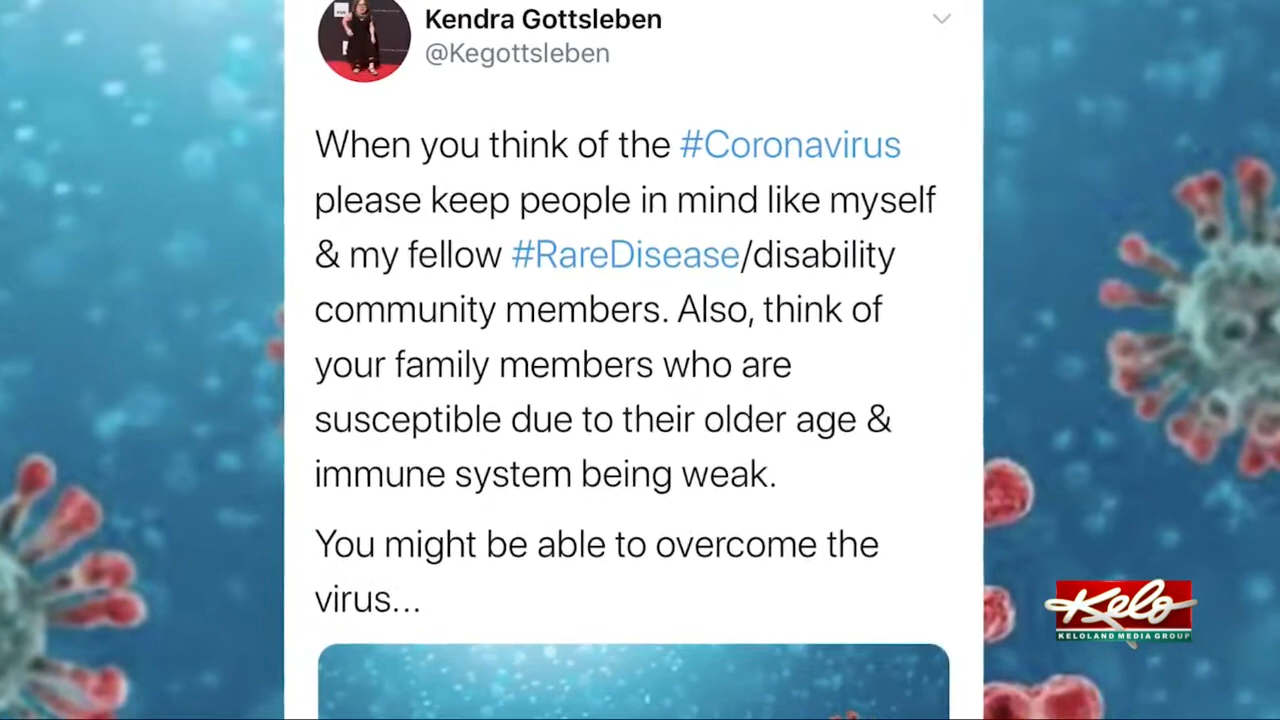 Kendra Gottsleben
@Kegottsleben
When you think of the #Coronavirus
please keep people in mind like myself
& my fellow #RareDisease/disability
community members. Also, think of
your family members who are
susceptible due to their older age &
immune system being weak.
You might be able to overcome the
virus...
Kelo
KELOLAND MEDIA GROUP